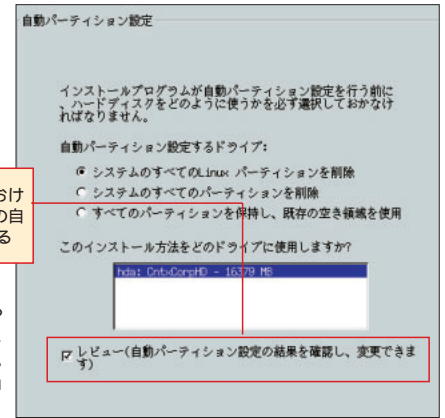 自動パーティション設定
インストールプログラムが自動パーティション設定を行う前に
、ハードディスクをどのように使うかを必ず選択しておかなけ
ればなりません。
自動パーティション設定するドライブ:
システムのすべてのLinux パーティションを削除
システムのすべてのパーティションを削除
すべてのパーティションを保持し、既存の空き領域を使用
おけ
の自
る
このインストール方法をどのドライブに使用しますか?
hda: CntxCorpHD - 16379 MB
レビュー(自動パーティション設定の結果を確認し、変更できま
す)